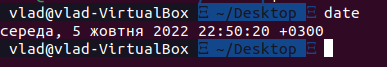 vlad@vlad-VirtualBox ~/Desktop date
середа, 5 жовтня 2022 22:50:20 +0300
vlad@vlad-VirtualBox ~/Desktop